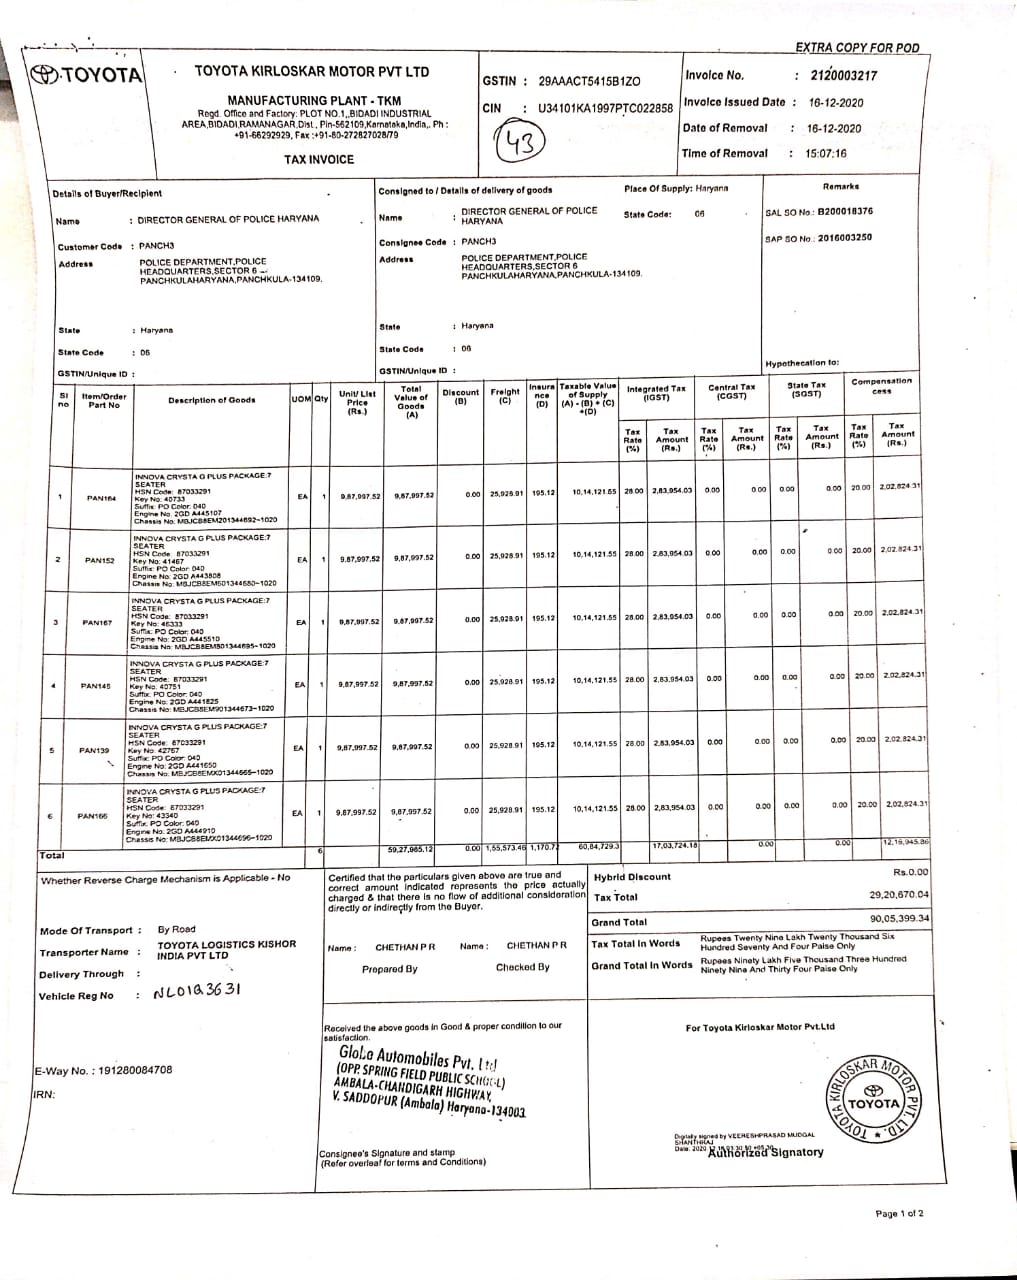 EXTRA COPY FOR POD
TOYOTA
TOYOTA KIRLOSKAR MOTOR PVT LTD
MANUFACTURING PLANT - TKM
Regd. Office and Factory: PLOT NO.1,,BIDADI INDUSTRIAL
AREA,BIDADI,RAMANAGAR,Dist., Pin-562109,Karnataka,India,. Ph :
+91-66292929, Fax :+91-80-272827028/79
TAX INVOICE
GSTIN : 29AAACT5415B1ZO
CIN : U34101KA1997PTC022858
43
Invoice No. : 2120003217
Invoice Issued Date : 16-12-2020
Date of Removal : 16-12-2020
Time of Removal : 15:07:16
Details of Buyer/Recipient
Name : DIRECTOR GENERAL OF POLICE HARYANA
Customer Code : PANCH3
Address POLICE DEPARTMENT,POLICE
HEADQUARTERS,SECTOR 6
PANCHKULAHARYANA,PANCHKULA-134109.
State : Haryana
State Code : 06
GSTIN/Unique ID :
Consigned to / Details of delivery of goods
Name : DIRECTOR GENERAL OF POLICE
HARYANA
Consignee Code : PANCH3
Address POLICE DEPARTMENT,POLICE
HEADQUARTERS,SECTOR 6
PANCHKULAHARYANA,PANCHKULA-134109.
State : Haryana
State Code : 06
GSTIN/Unique ID :
Place Of Supply: Haryana
State Code: 06
Remarks
SAL SO No.: B200018376
SAP SO No.: 2016003250
Hypothecation to:
Sl no Item/Order Part No Description of Goods UOM Qty Unit/ List Price (Rs.) Total Value of Goods (A) Discount (B) Freight (C) Insura nce (D) Taxable Value of Supply (A) - (B) + (C) +(D) Integrated Tax (IGST) Central Tax (CGST) State Tax (SGST) Compensation cess
Tax Rate (%) Tax Amount (Rs.) Tax Rate (%) Tax Amount (Rs.) Tax Rate (%) Tax Amount (Rs.) Tax Rate (%) Tax Amount (Rs.)
INNOVA CRYSTA G PLUS PACKAGE:7
SEATER
HSN Code: 87033291
1 PAN164 Key No: 40733 EA 1 9,87,997.52 9,87,997.52 0.00 25,928.91 195.12 10,14,121.55 28.00 2,83,954.03 0.00 0.00 0.00 0.00 20.00 2,02,824.31
Suffix: PO Color: 040
Engine No: 2GD A445107
Chassis No: MBJCB8EM201344692-1020
INNOVA CRYSTA G PLUS PACKAGE:7
SEATER
HSN Code: 87033291
2 PAN152 Key No: 41467 EA 1 9,87,997.52 9,87,997.52 0.00 25,928.91 195.12 10,14,121.55 28.00 2,83,954.03 0.00 0.00 0.00 0.00 20.00 2,02,824.31
Suffix: PO Color: 040
Engine No: 2GD A443808
Chassis No: MBJCB8EM601344680-1020
INNOVA CRYSTA G PLUS PACKAGE:7
SEATER
HSN Code: 87033291
3 PAN167 Key No: 46333 EA 1 9,87,997.52 9,87,997.52 0.00 25,928.91 195.12 10,14,121.55 28.00 2,83,954.03 0.00 0.00 0.00 0.00 20.00 2,02,824.31
Suffix: PO Color: 040
Engine No: 2GD A445510
Chassis No: MBJCB8EM801344695-1020
INNOVA CRYSTA G PLUS PACKAGE:7
SEATER
HSN Code: 87033291
4 PAN145 Key No: 40751 EA 1 9,87,997.52 9,87,997.52 0.00 25,928.91 195.12 10,14,121.55 28.00 2,83,954.03 0.00 0.00 0.00 0.00 20.00 2,02,824.31
Suffix: PO Color: 040
Engine No: 2GD A441825
Chassis No: MBJCB8EM901344673-1020
INNOVA CRYSTA G PLUS PACKAGE:7
SEATER
HSN Code: 87033291
5 PAN139 Key No: 42767 EA 1 9,87,997.52 9,87,997.52 0.00 25,928.91 195.12 10,14,121.55 28.00 2,83,954.03 0.00 0.00 0.00 0.00 20.00 2,02,824.31
Suffix: PO Color: 040
Engine No: 2GD A441650
Chassis No: MBJCB8EMX01344665-1020
INNOVA CRYSTA G PLUS PACKAGE:7
SEATER
HSN Code: 87033291
6 PAN166 Key No: 43340 EA 1 9,87,997.52 9,87,997.52 0.00 25,928.91 195.12 10,14,121.55 28.00 2,83,954.03 0.00 0.00 0.00 0.00 20.00 2,02,824.31
Suffix: PO Color: 040
Engine No: 2GD A444910
Chassis No: MBJCB8EMX01344696-1020
Total 6 59,27,985.12 0.00 1,55,573.46 1,170.72 60,84,729.3 17,03,724.18 0.00 0.00 12,16,945.86
Whether Reverse Charge Mechanism is Applicable - No
Mode Of Transport : By Road
Transporter Name : TOYOTA LOGISTICS KISHOR
INDIA PVT LTD
Delivery Through :
Vehicle Reg No : NL01Q3631
Certified that the particulars given above are true and
correct amount indicated represents the price actually
charged & that there is no flow of additional consideration
directly or indirectly from the Buyer.
Name : CHETHAN P R Name : CHETHAN P R
Prepared By Checked By
Hybrid Discount Rs.0.00
Tax Total 29,20,670.04
Grand Total 90,05,399.34
Tax Total In Words Rupees Twenty Nine Lakh Twenty Thousand Six
Hundred Seventy And Four Paise Only
Grand Total In Words Rupees Ninety Lakh Five Thousand Three Hundred
Ninety Nine And Thirty Four Paise Only
E-Way No. : 191280084708
IRN:
Received the above goods in Good & proper condition to our
satisfaction.
Globe Automobiles Pvt. Ltd
(OPP. SPRING FIELD PUBLIC SCHOOL)
AMBALA-CHANDIGARH HIGHWAY,
V. SADDOPUR (Ambala) Haryana-134003
Consignee's Signature and stamp
(Refer overleaf for terms and Conditions)
For Toyota Kirloskar Motor Pvt.Ltd
TOYOTA KIRLOSKAR MOTOR PVT. LTD.
TOYOTA
Digitally signed by VEERESHPRASAD MUDGAL
SHANTHRAJ
Authorized Signatory
Page 1 of 2